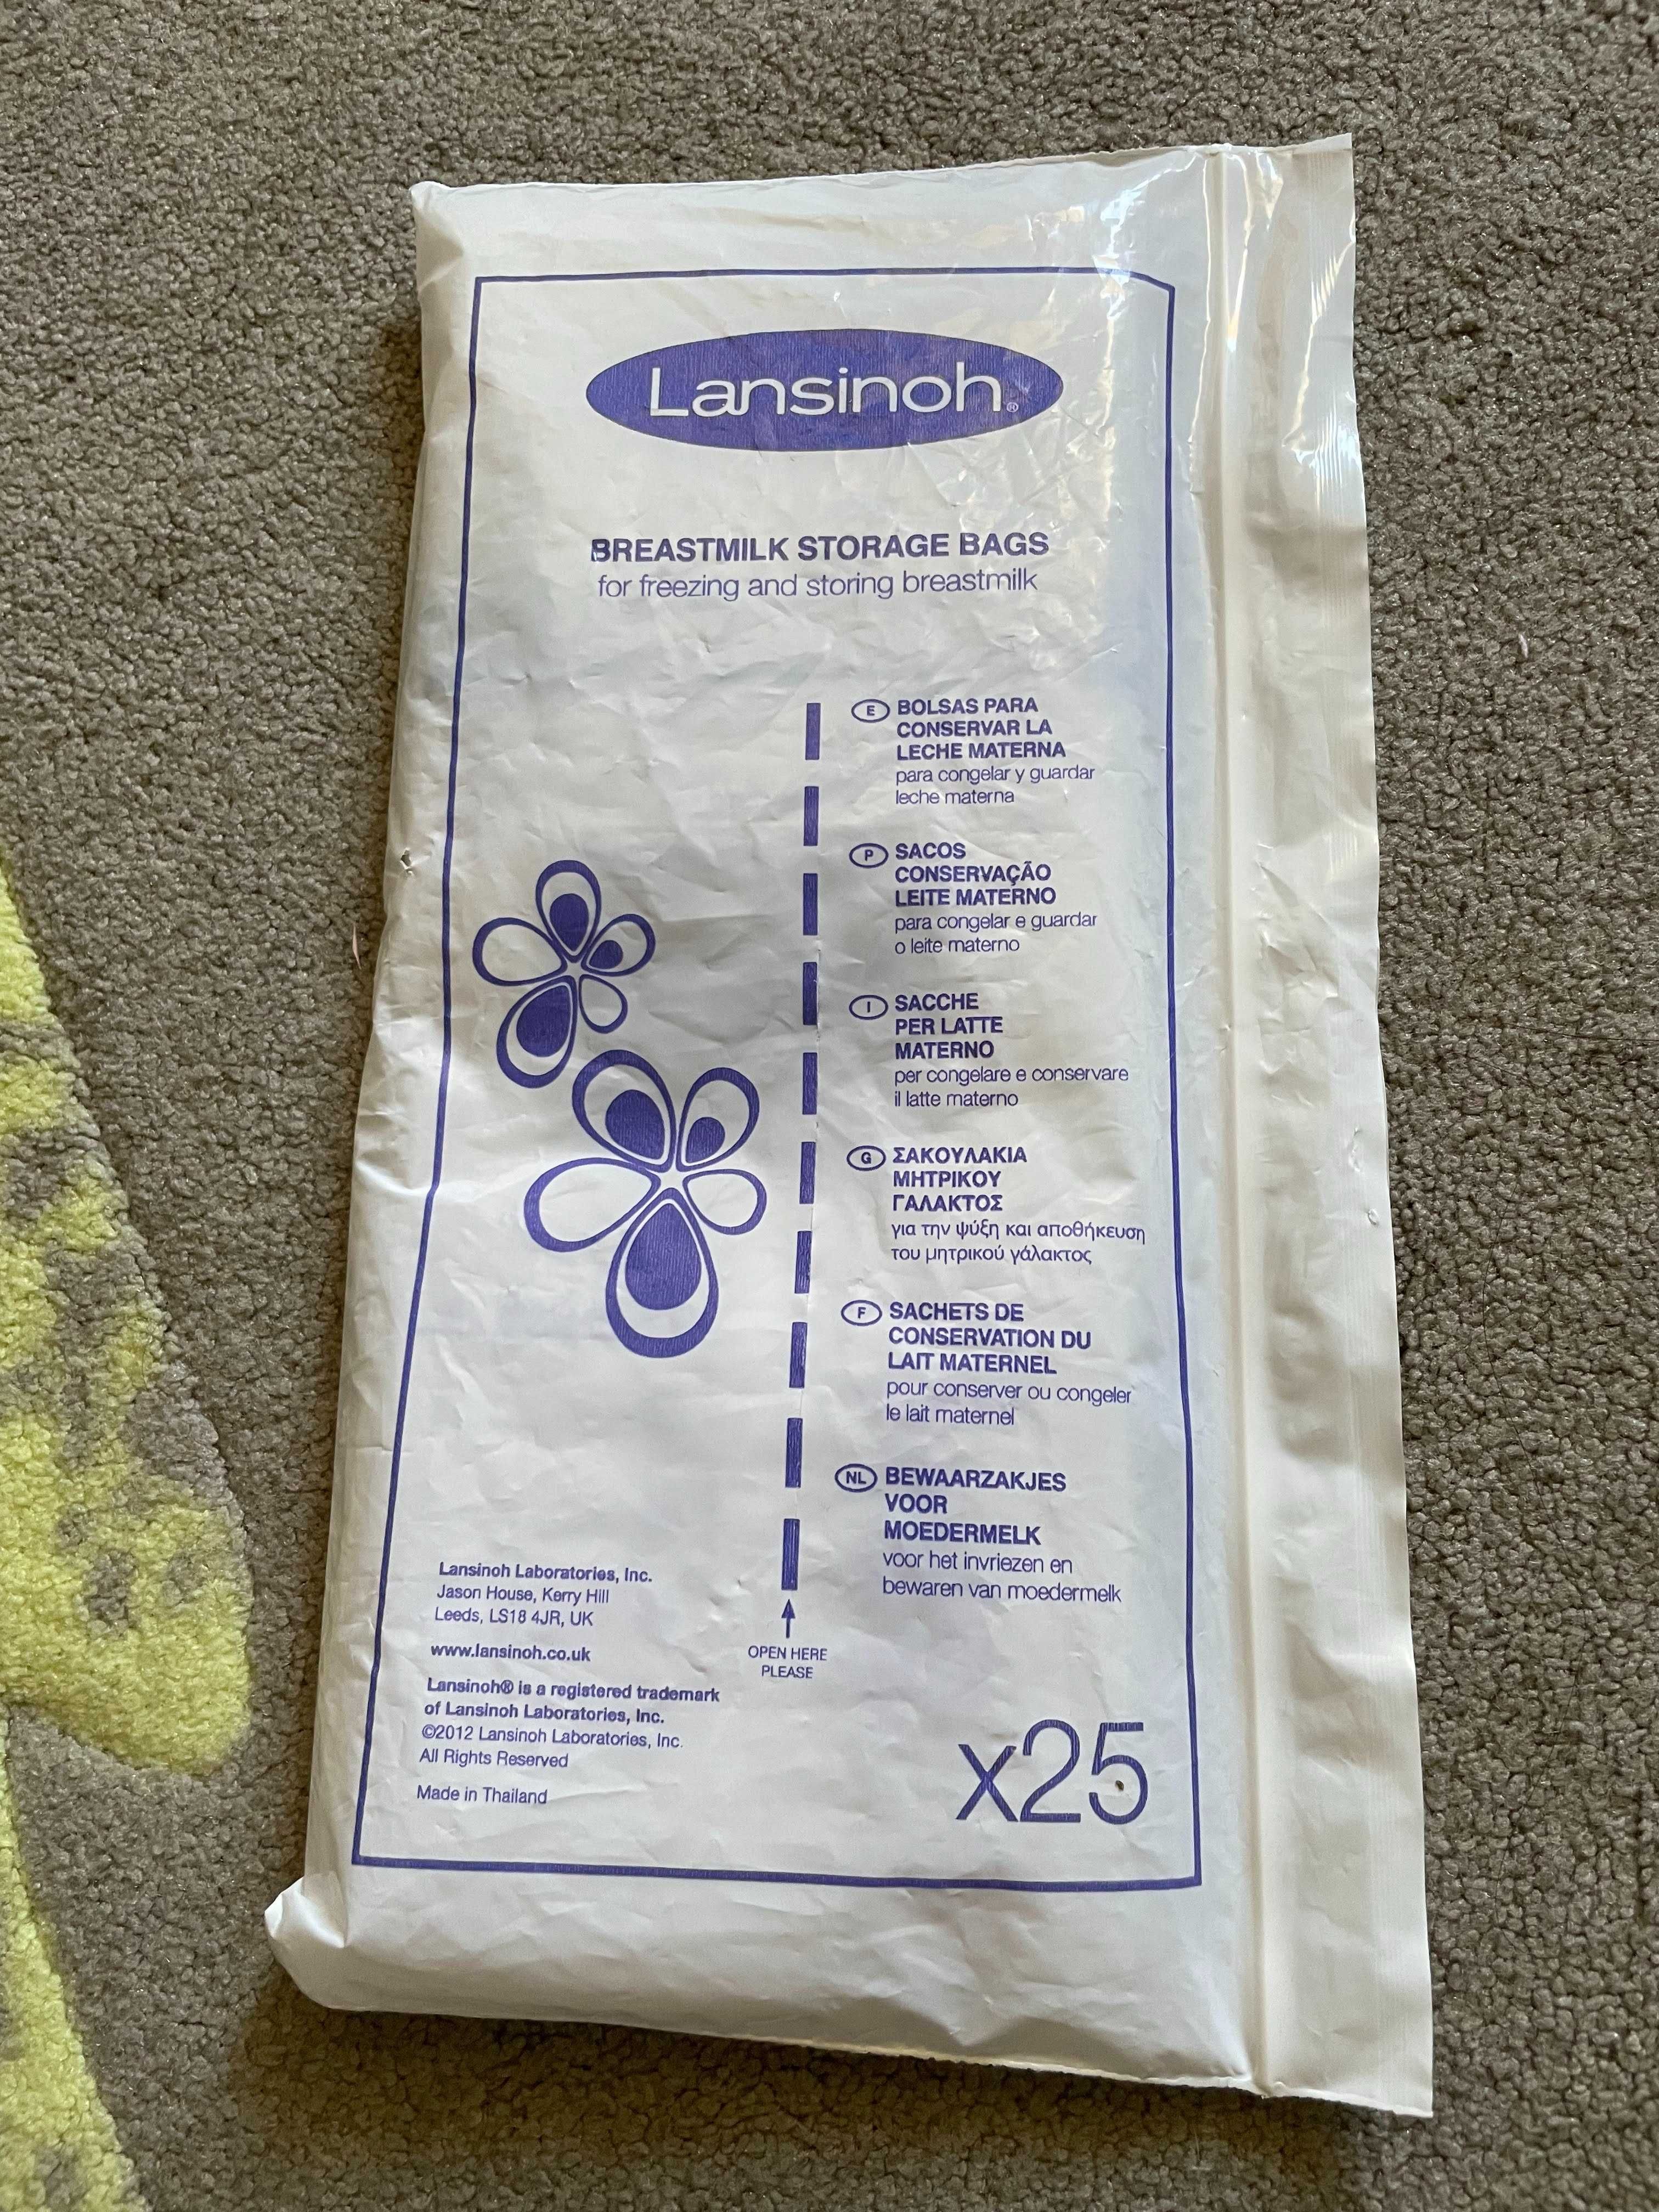 Lansinoh®
BREASTMILK STORAGE BAGS
for freezing and storing breastmilk
E BOLSAS PARA
CONSERVAR LA
LECHE MATERNA
para congelar y guardar
leche materna
P SACOS
CONSERVAÇÃO
LEITE MATERNO
para congelar e guardar
o leite materno
I SACCHE
PER LATTE
MATERNO
per congelare e conservare
il latte materno
G ΣΑΚΟΥΛΑΚΙΑ
ΜΗΤΡΙΚΟΥ
ΓΑΛΑΚΤΟΣ
για την ψύξη και αποθήκευση
του μητρικού γάλακτος
F SACHETS DE
CONSERVATION DU
LAIT MATERNEL
pour conserver ou congeler
le lait maternel
NL BEWAARZAKJES
VOOR
MOEDERMELK
voor het invriezen en
bewaren van moedermelk
Lansinoh Laboratories, Inc.
Jason House, Kerry Hill
Leeds, LS18 4JR, UK
www.lansinoh.co.uk
Lansinoh® is a registered trademark
of Lansinoh Laboratories, Inc.
©2012 Lansinoh Laboratories, Inc.
All Rights Reserved
Made in Thailand
OPEN HERE
PLEASE
x25